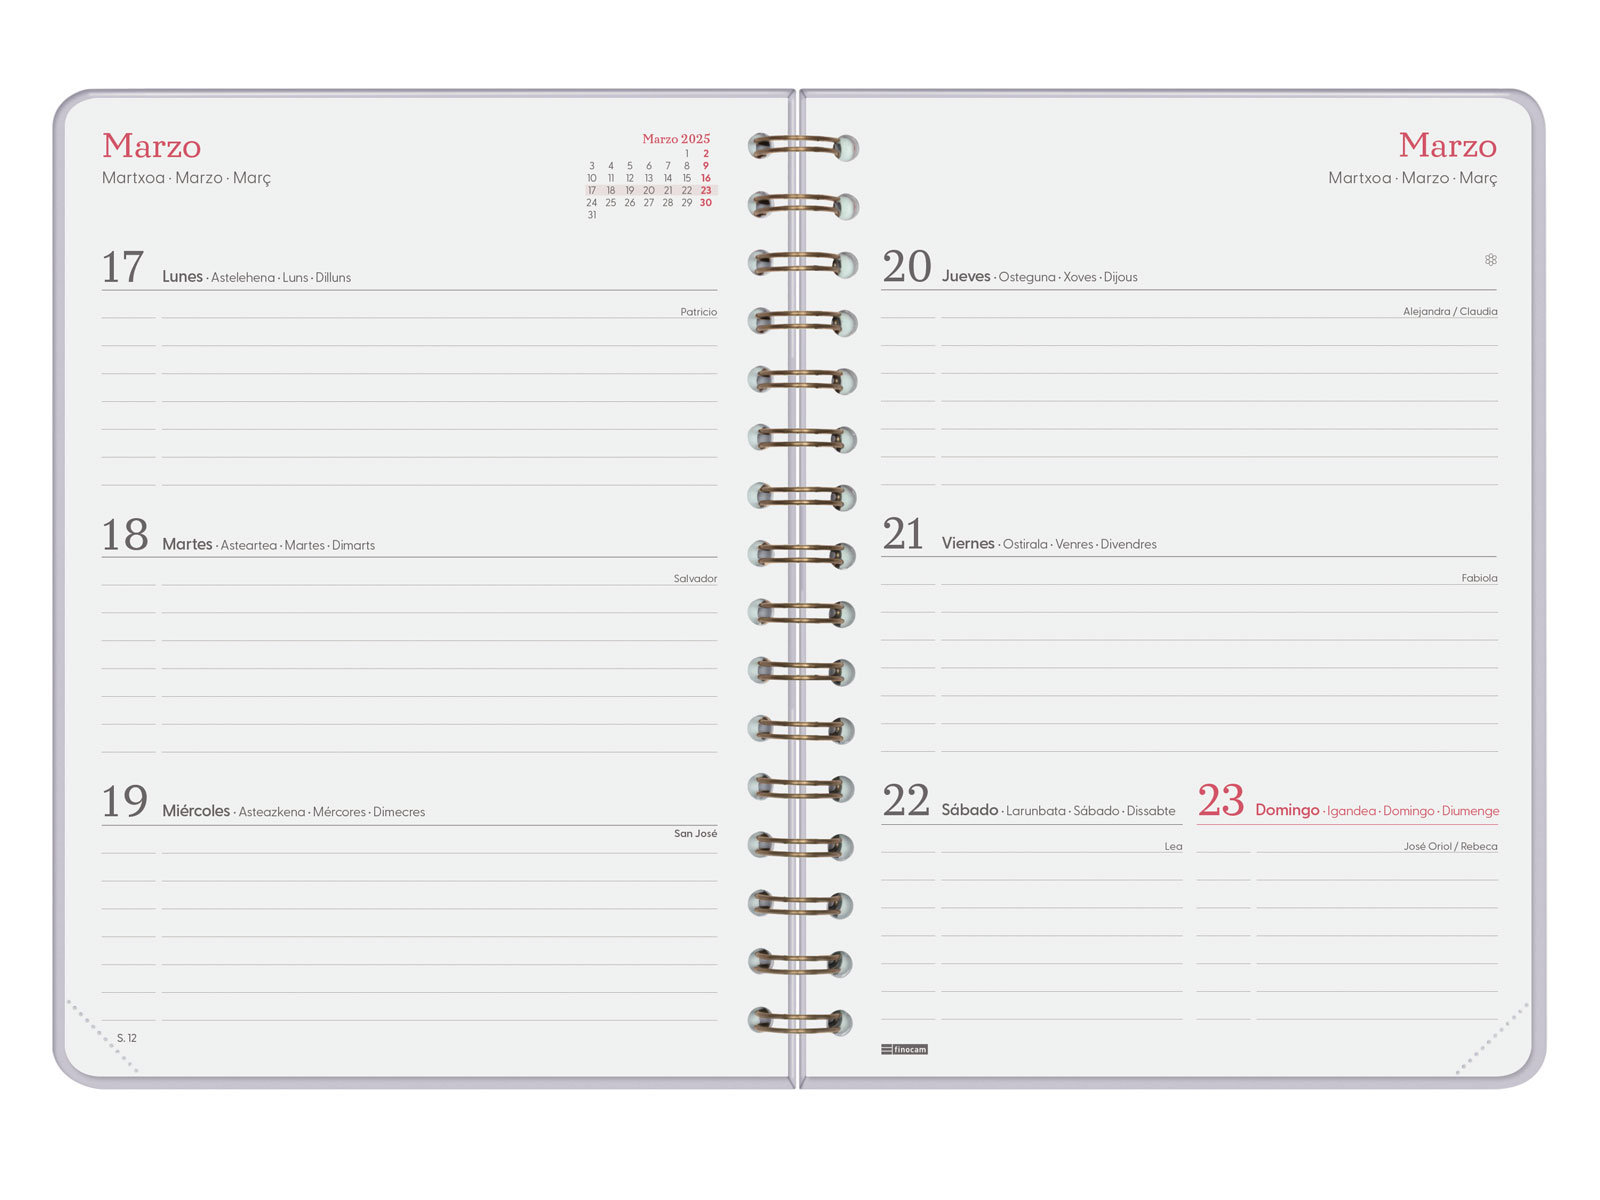 Marzo
Martxoa · Marzo · Març
Marzo 2025
1 2
3 4 5 6 7 8 9
10 11 12 13 14 15 16
17 18 19 20 21 22 23
24 25 26 27 28 29 30
31
17 Lunes · Astelehena · Luns · Dilluns
Patricio
18 Martes · Asteartea · Martes · Dimarts
Salvador
19 Miércoles · Asteazkena · Mércores · Dimecres
San José
S. 12
Marzo
Martxoa · Marzo · Març
20 Jueves · Osteguna · Xoves · Dijous
Alejandra / Claudia
21 Viernes · Ostirala · Venres · Divendres
Fabiola
22 Sábado · Larunbata · Sábado · Dissabte
Lea
23 Domingo · Igandea · Domingo · Diumenge
José Oriol / Rebeca
finocam